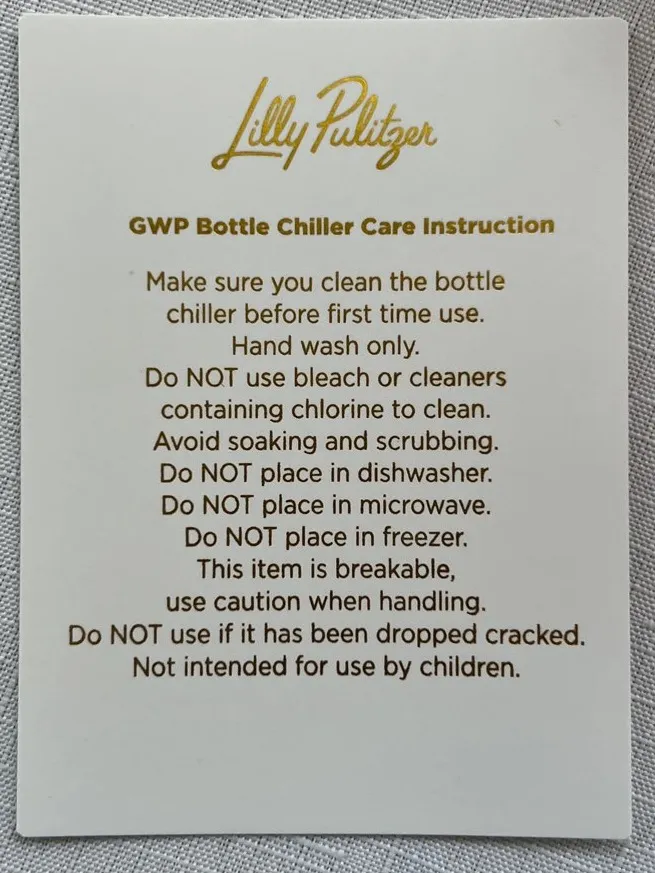 Lilly Pulitzer
GWP Bottle Chiller Care Instruction
Make sure you clean the bottle
chiller before first time use.
Hand wash only.
Do NOT use bleach or cleaners
containing chlorine to clean.
Avoid soaking and scrubbing.
Do NOT place in dishwasher.
Do NOT place in microwave.
Do NOT place in freezer.
This item is breakable,
use caution when handling.
Do NOT use if it has been dropped cracked.
Not intended for use by children.